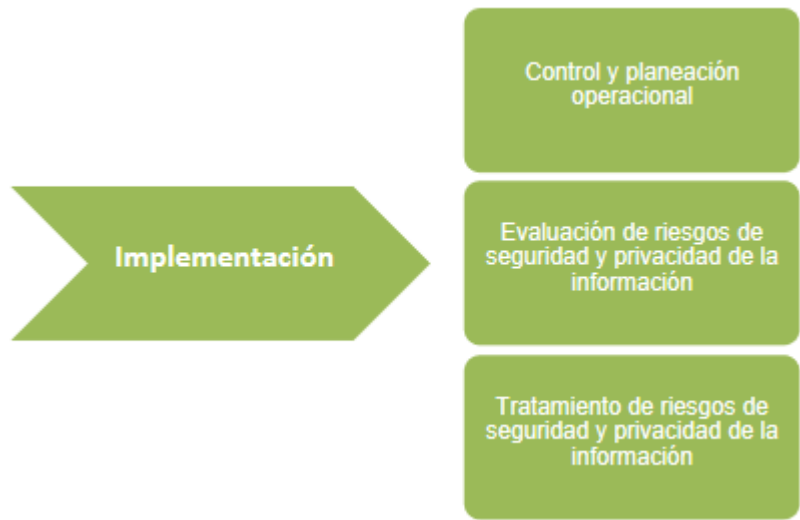 Implementación
Control y planeación
operacional
Evaluación de riesgos de
seguridad y privacidad de la
información
Tratamiento de riesgos de
seguridad y privacidad de la
información